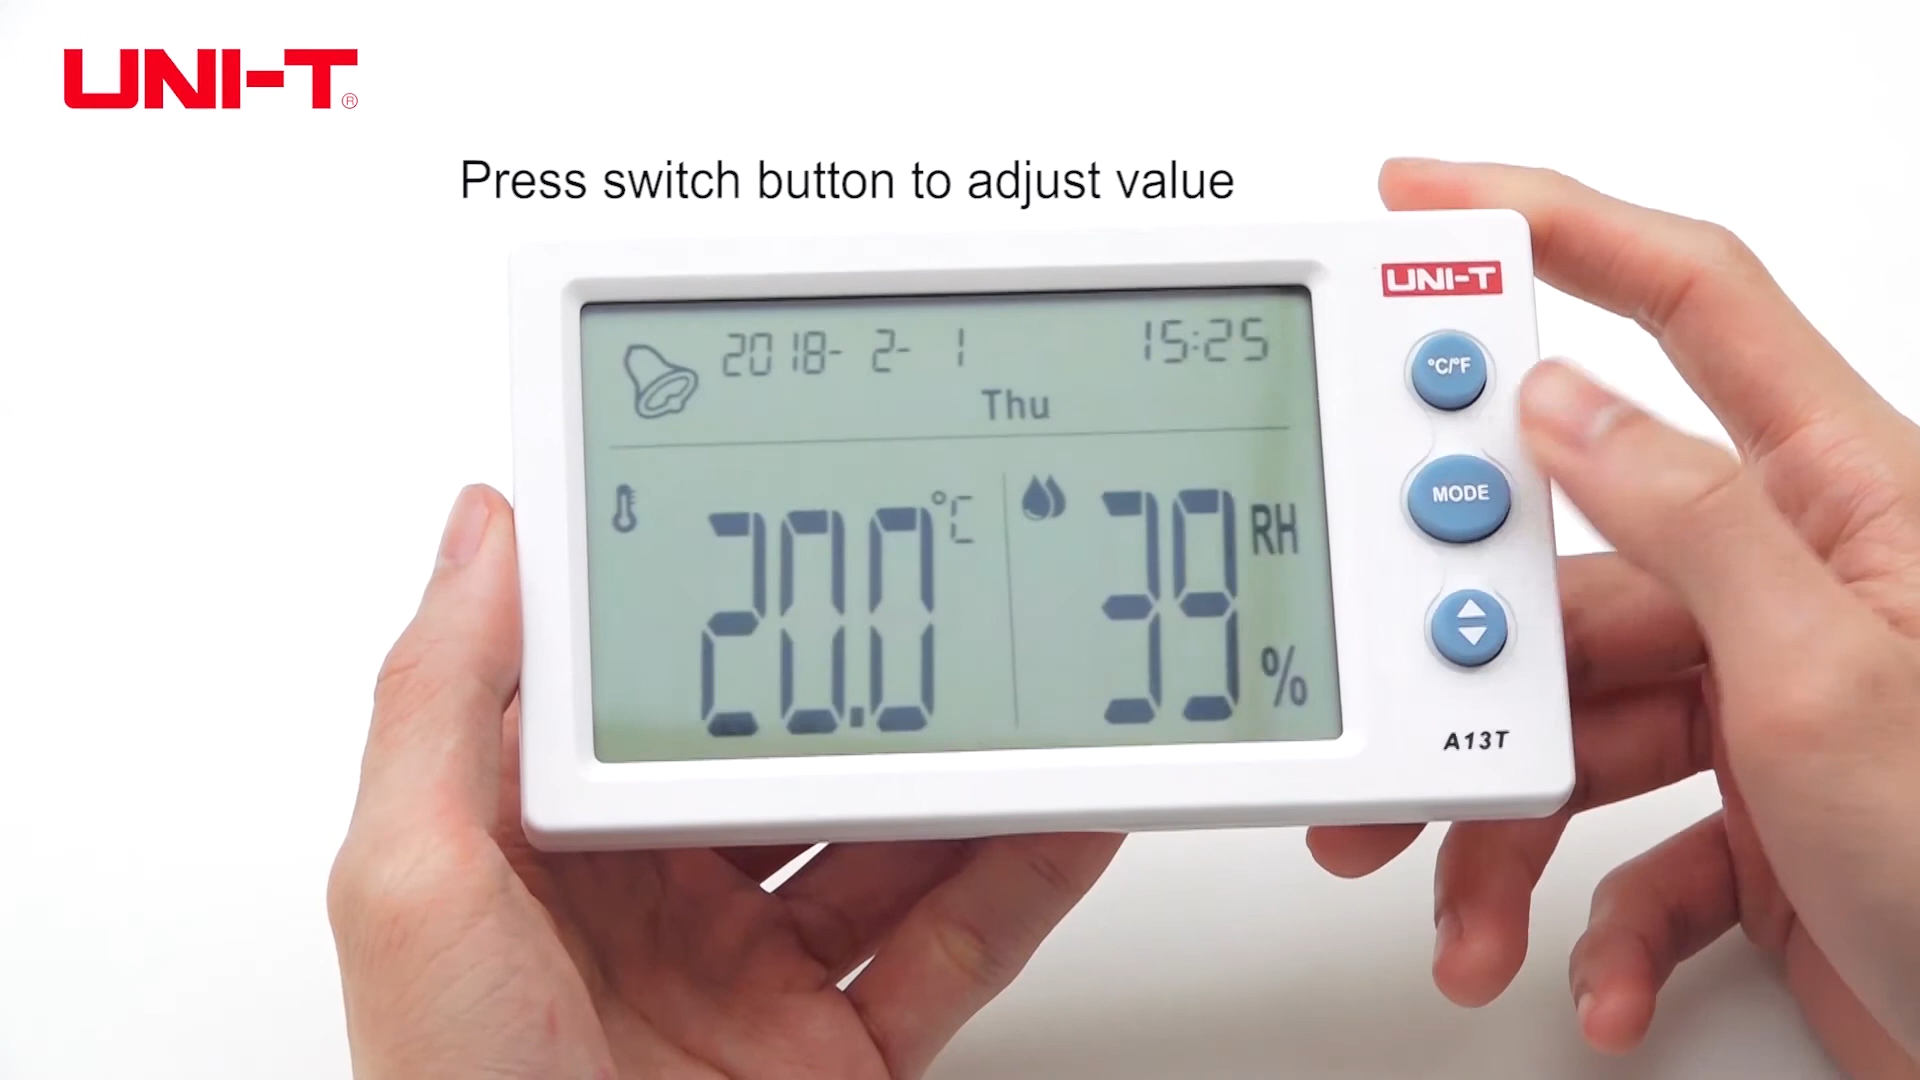 UNI-T®
Press switch button to adjust value
UNI-T
2018- 2- 1 15:25
Thu
°C/°F
20.0 °C 39 RH %
MODE
A13T